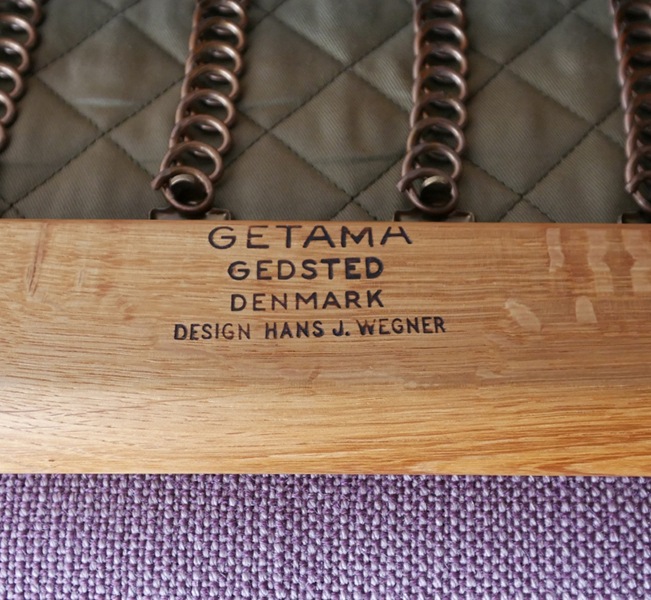 GETAMA
GEDSTED
DENMARK
DESIGN HANS J. WEGNER